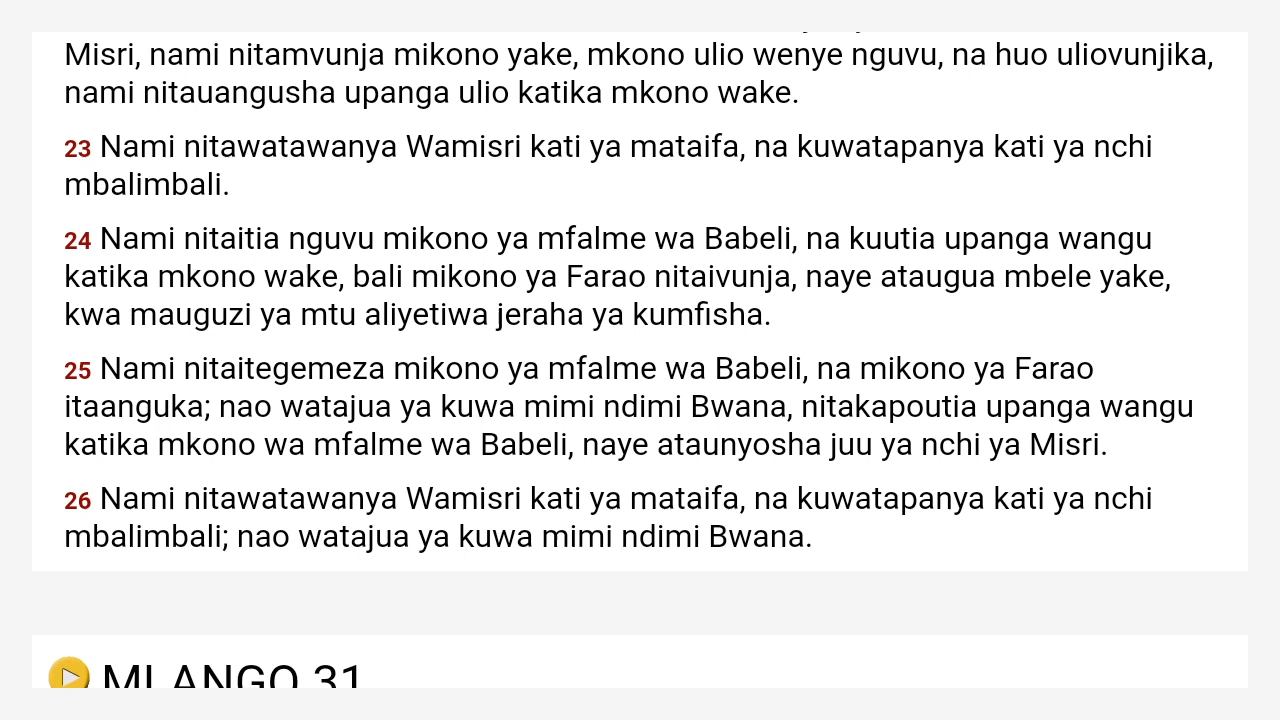 Misri, nami nitamvunja mikono yake, mkono ulio wenye nguvu, na huo uliovunjika,
nami nitauangusha upanga ulio katika mkono wake.
23 Nami nitawatawanya Wamisri kati ya mataifa, na kuwatapanya kati ya nchi
mbalimbali.
24 Nami nitaitia nguvu mikono ya mfalme wa Babeli, na kuutia upanga wangu
katika mkono wake, bali mikono ya Farao nitaivunja, naye ataugua mbele yake,
kwa mauguzi ya mtu aliyetiwa jeraha ya kumfisha.
25 Nami nitaitegemeza mikono ya mfalme wa Babeli, na mikono ya Farao
itaanguka; nao watajua ya kuwa mimi ndimi Bwana, nitakapoutia upanga wangu
katika mkono wa mfalme wa Babeli, naye ataunyosha juu ya nchi ya Misri.
26 Nami nitawatawanya Wamisri kati ya mataifa, na kuwatapanya kati ya nchi
mbalimbali; nao watajua ya kuwa mimi ndimi Bwana.
MLANGO 31